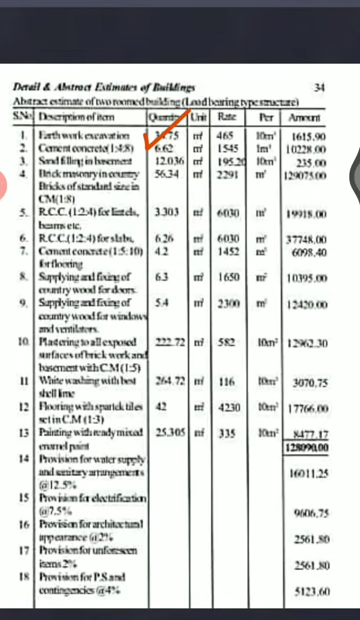 Detail & Abstract Estimates of Buildings 34
Abstract estimate of two roomed building (Load bearing type structure)
S.No Description of item Quantity Unit Rate Per Amount
1. Earth work excavation m³ 465 10m³ 1615.90
2. Cement concrete (1:4:8) 6.62 m³ 1545 1m³ 10228.00
3. Sand filling in basement 12.036 m³ 195.20 10m³ 235.00
4. Brick masonry in country 56.34 m³ 2291 m³ 129075.00
Bricks of standard size in
CM(1:8)
5. R.C.C. (1:2:4) for lintels, 3.303 m³ 6030 m³ 19918.00
beams etc.
6. R.C.C.(1:2:4) for slabs, 6.26 m³ 6030 m³ 37748.00
7. Cement concrete (1:5:10) 4.2 m³ 1452 m³ 6098.40
for flooring
8. Supplying and fixing of 6.3 m² 1650 m² 10395.00
country wood for doors.
9. Supplying and fixing of 5.4 m² 2300 m² 12420.00
country wood for windows
and ventilators.
10. Plastering to all exposed 222.72 m² 582 10m² 12962.30
surfaces of brick work and
basement with C.M (1:5)
11 White washing with best 264.72 m² 116 10m² 3070.75
shell lime
12 Flooring with spartek tiles 42 m² 4230 10m² 17766.00
set in C.M (1:3)
13 Painting with ready mixed 25.305 m² 335 10m² 8477.17
enamel paint 128090.00
14 Provision for water supply
and sanitary arrangements 16011.25
@12.5%
15 Provision for electrification
@7.5% 9606.75
16 Provision for architectural
appearance @2% 2561.80
17 Provision for unforeseen
items 2% 2561.80
18 Provision for P.S and
contingencies @4% 5123.60